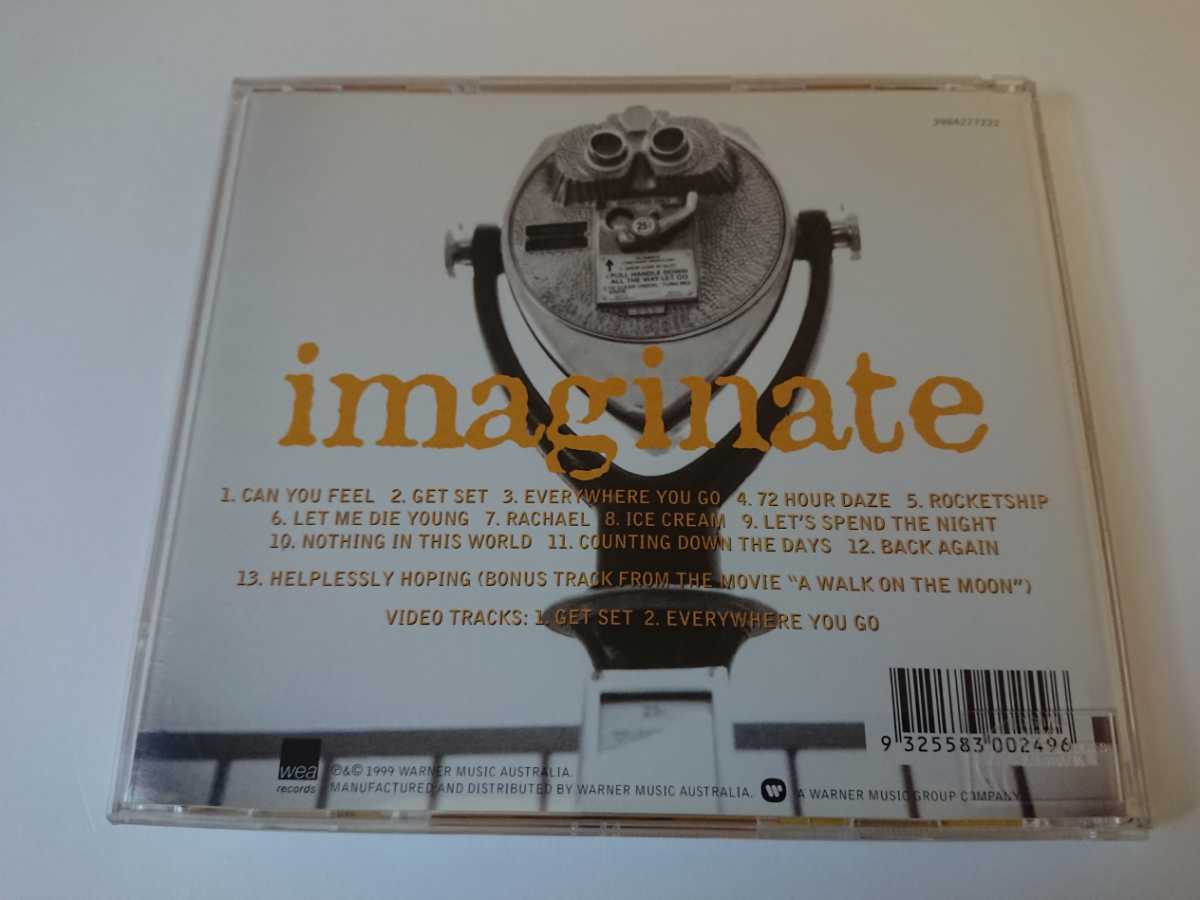 25¢
PULL HANDLE DOWN
ALL THE WAY-LET GO
imaginate
1. CAN YOU FEEL 2. GET SET 3. EVERYWHERE YOU GO 4. 72 HOUR DAZE 5. ROCKETSHIP
6. LET ME DIE YOUNG 7. RACHAEL 8. ICE CREAM 9. LET'S SPEND THE NIGHT
10. NOTHING IN THIS WORLD 11. COUNTING DOWN THE DAYS 12. BACK AGAIN
13. HELPLESSLY HOPING (BONUS TRACK FROM THE MOVIE "A WALK ON THE MOON")
VIDEO TRACKS: 1. GET SET 2. EVERYWHERE YOU GO
9 325583 002496
wea
records
℗&© 1999 WARNER MUSIC AUSTRALIA.
MANUFACTURED AND DISTRIBUTED BY WARNER MUSIC AUSTRALIA. A WARNER MUSIC GROUP COMPANY